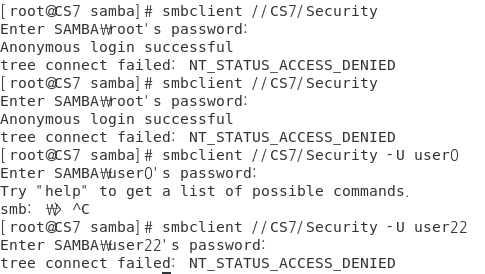 [root@CS7 samba]# smbclient //CS7/Security
Enter SAMBA₩root's password:
Anonymous login successful
tree connect failed: NT_STATUS_ACCESS_DENIED
[root@CS7 samba]# smbclient //CS7/Security
Enter SAMBA₩root's password:
Anonymous login successful
tree connect failed: NT_STATUS_ACCESS_DENIED
[root@CS7 samba]# smbclient //CS7/Security -U user0
Enter SAMBA₩user0's password:
Try "help" to get a list of possible commands.
smb: ₩> ^C
[root@CS7 samba]# smbclient //CS7/Security -U user22
Enter SAMBA₩user22's password:
tree connect failed: NT_STATUS_ACCESS_DENIED